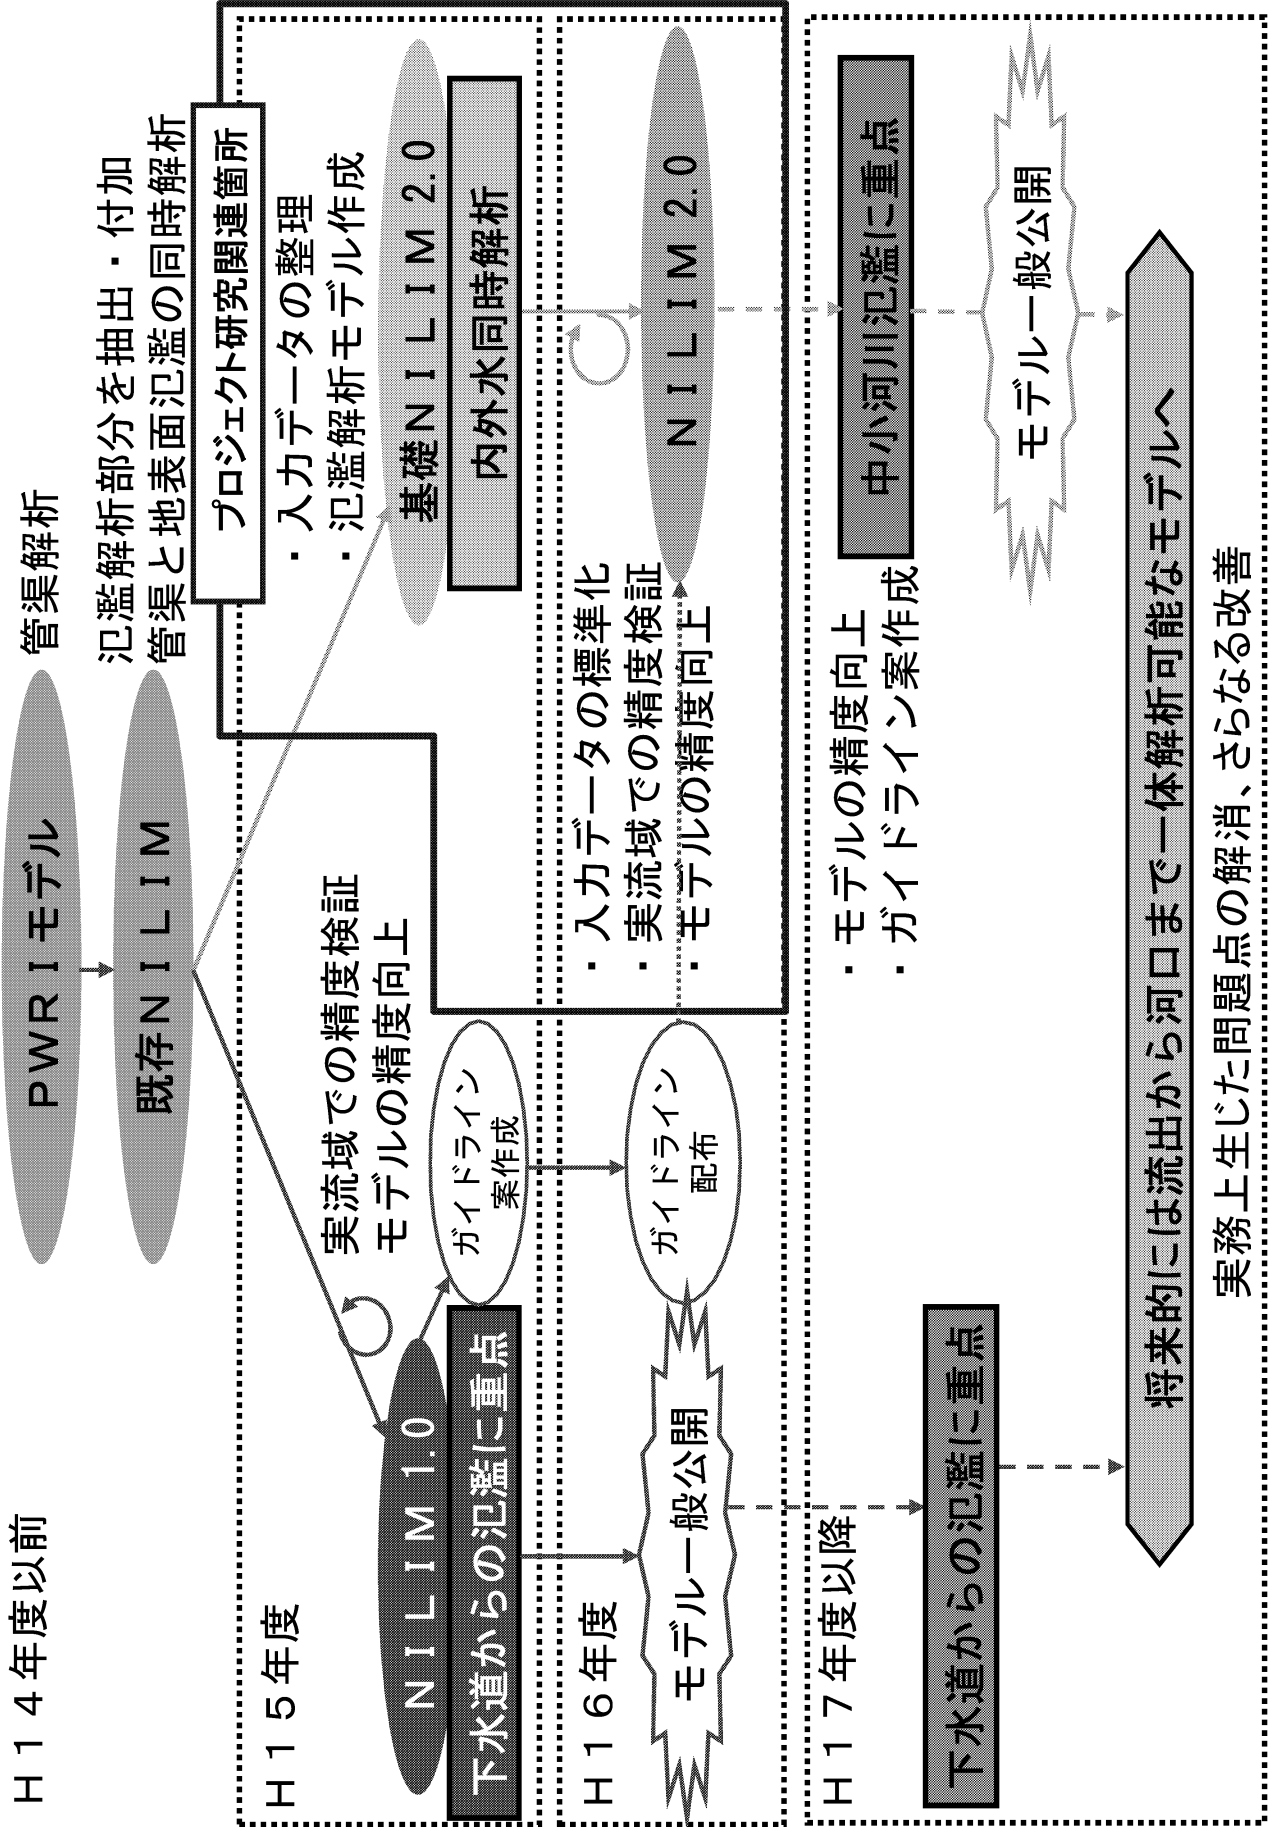 Ｈ１４年度以前
ＰＷＲＩモデル
管渠解析
既存ＮＩＬＩＭ
氾濫解析部分を抽出・付加
管渠と地表面氾濫の同時解析
プロジェクト研究関連箇所
Ｈ１５年度
・入力データの整理
・氾濫解析モデル作成
実流域での精度検証
モデルの精度向上
ＮＩＬＩＭ1.0
下水道からの氾濫に重点
ガイドライン
案作成
基礎ＮＩＬＩＭ2.0
内外水同時解析
Ｈ１６年度
・入力データの標準化
・実流域での精度検証
・モデルの精度向上
モデル一般公開
ガイドライン
配布
ＮＩＬＩＭ2.0
Ｈ１７年度以降
・モデルの精度向上
・ガイドライン案作成
中小河川氾濫に重点
下水道からの氾濫に重点
モデル一般公開
将来的には流出から河口まで一体解析可能なモデルへ
実務上生じた問題点の解消、さらなる改善